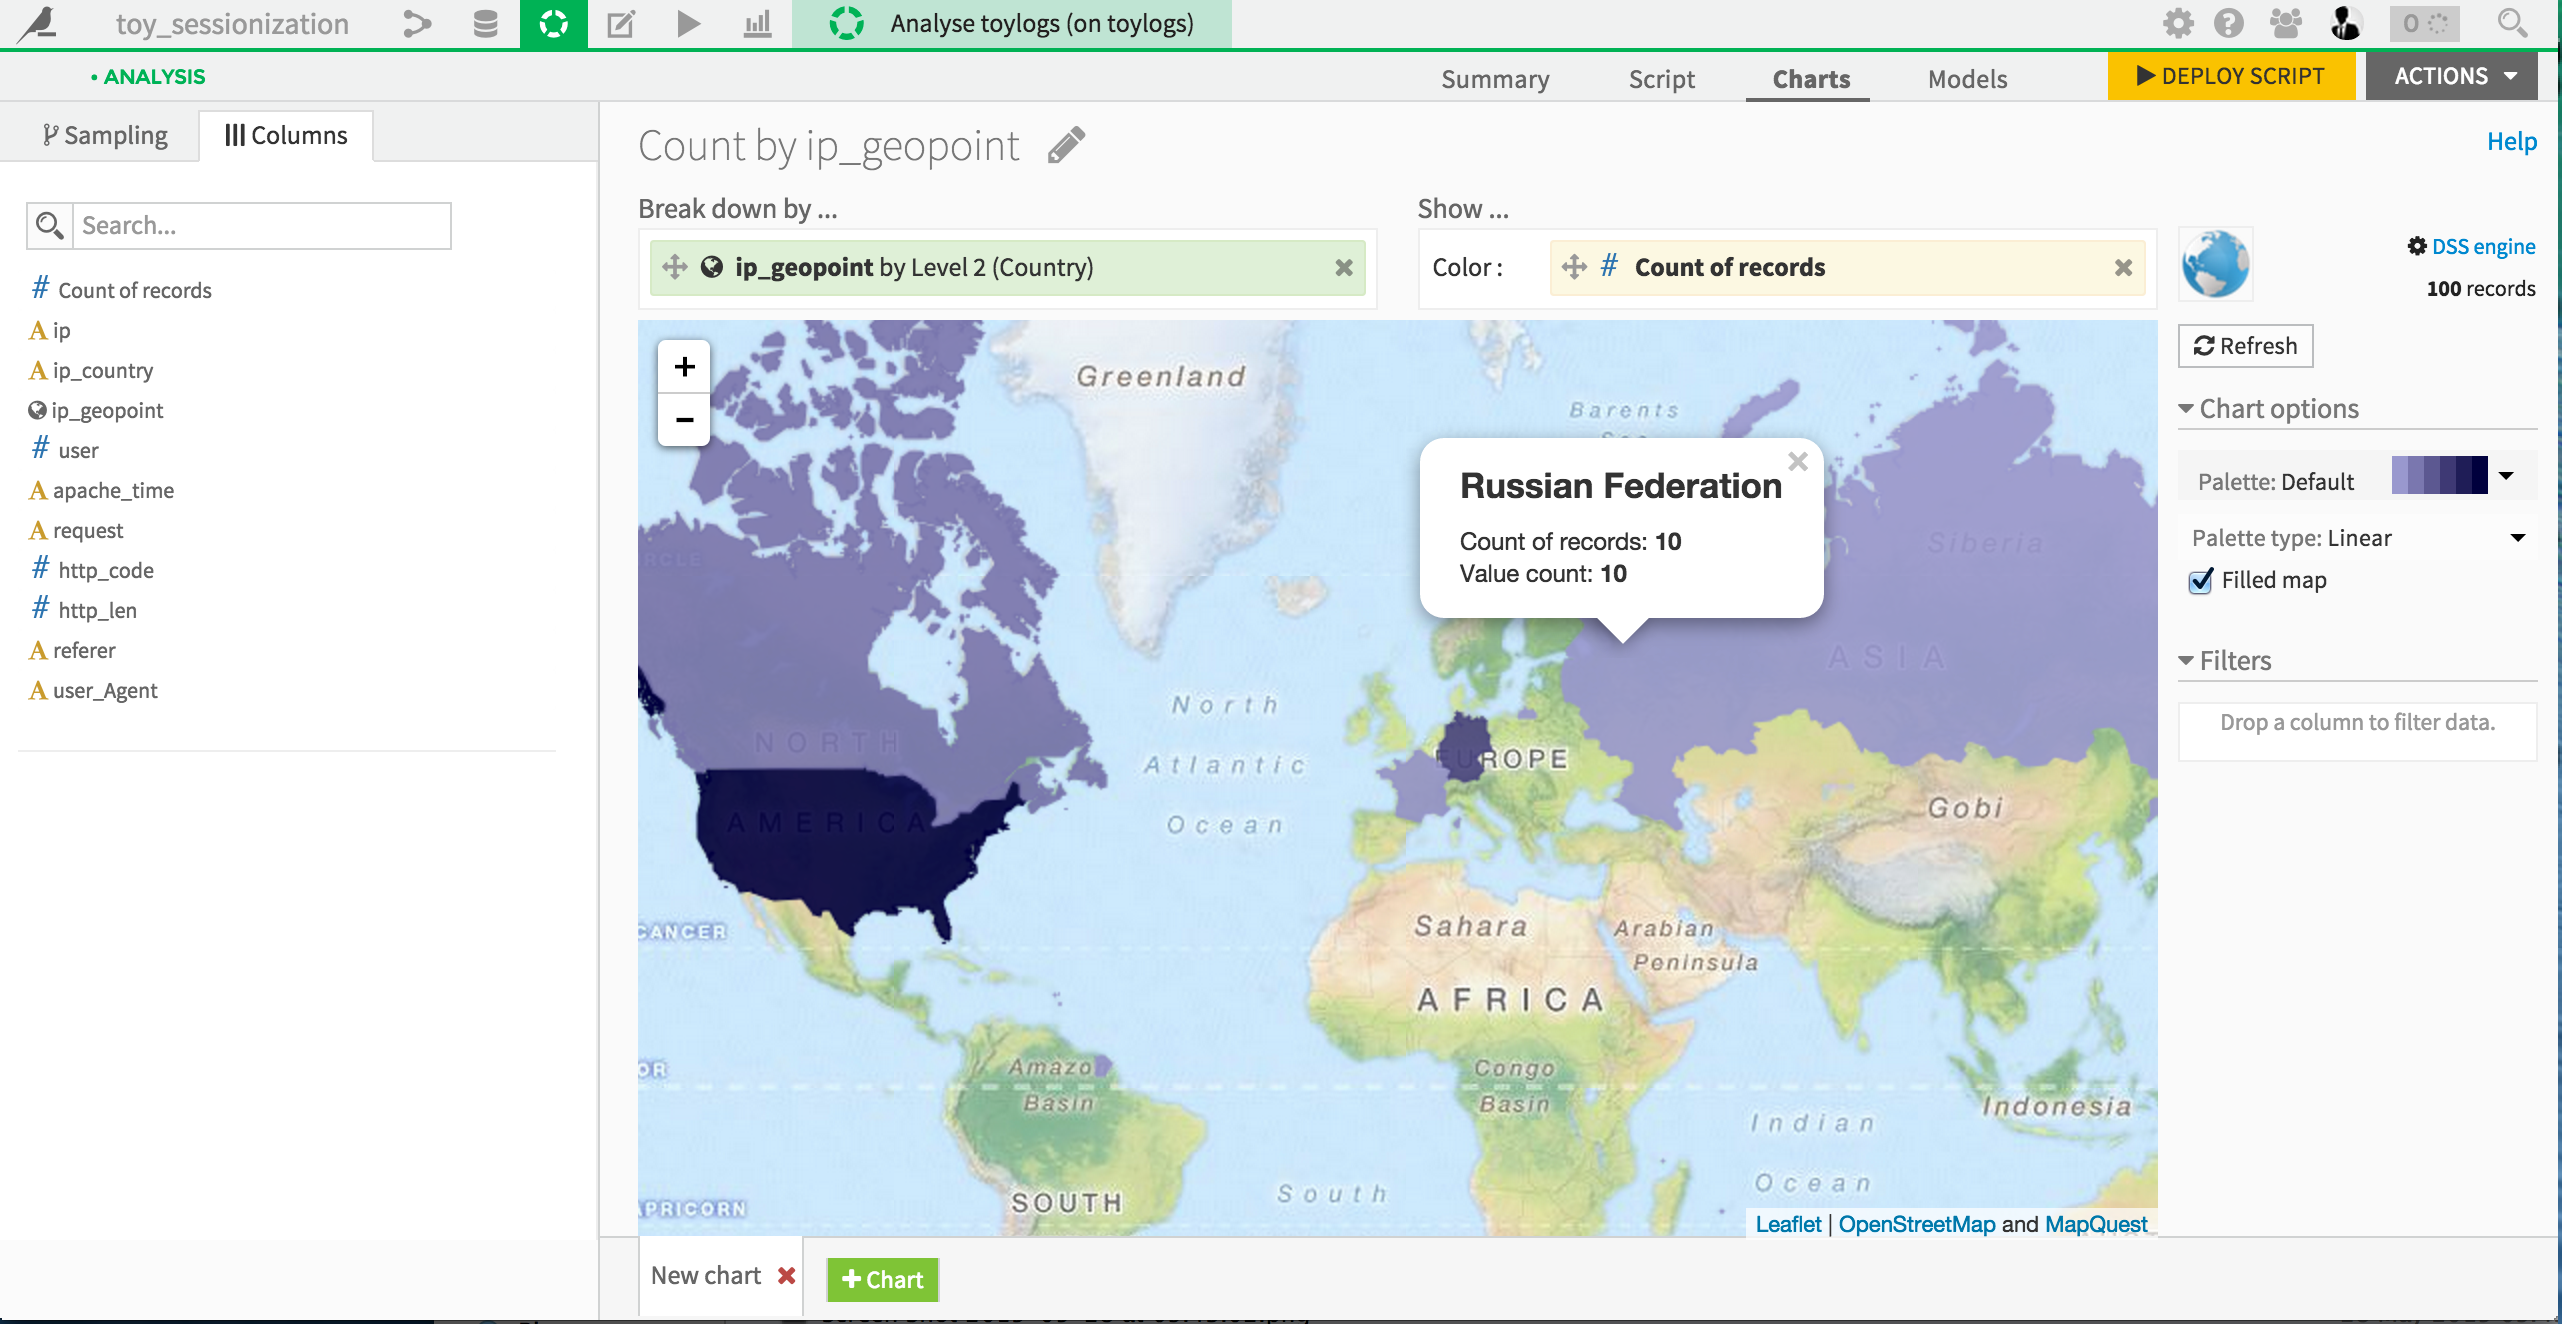 toy_sessionization
Analyse toylogs (on toylogs)
0
• ANALYSIS
Summary
Script
Charts
Models
DEPLOY SCRIPT
ACTIONS
Sampling
Columns
Search...
# Count of records
A ip
A ip_country
ip_geopoint
# user
A apache_time
A request
# http_code
# http_len
A referer
A user_Agent
Count by ip_geopoint
Help
Break down by ...
Show ...
ip_geopoint by Level 2 (Country)
Color :
# Count of records
DSS engine
100 records
Refresh
Chart options
Palette: Default
Palette type: Linear
Filled map
Filters
Drop a column to filter data.
+
−
Greenland
Barents
Russian Federation
Count of records: 10
Value count: 10
RCLE
Siberia
ASIA
North
Atlantic
Ocean
NORTH
AMERICA
EUROPE
Gobi
CANCER
Sahara
Arabian
Peninsula
AFRICA
OR
Amazo
Basin
Congo
Basin
Indonesia
Indian
Ocean
South
SOUTH
APRICORN
Leaflet | OpenStreetMap and MapQuest
New chart
+ Chart